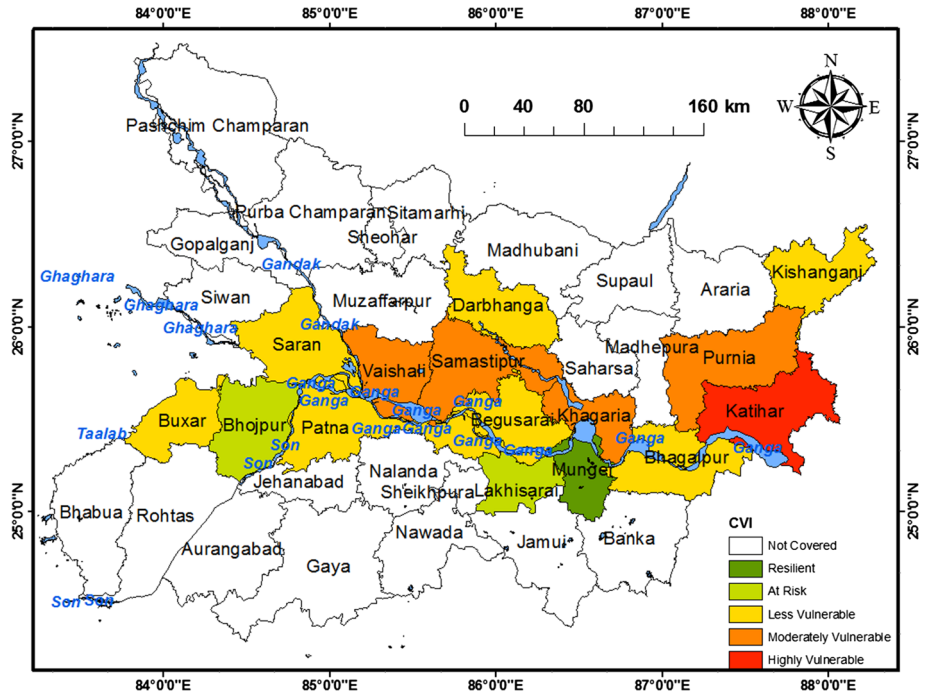 84°0'0"E 85°0'0"E 86°0'0"E 87°0'0"E 88°0'0"E
N
W E
S
0 40 80 160 km
27°0'0"N 27°0'0"N
Pashchim Champaran
Purba Champaran Sitamarhi
Sheohar
Gopalganj
Madhubani
Kishanganj
Gandak
Ghaghara
Supaul
Araria
Siwan
Muzaffarpur
Darbhanga
Ghaghara
Ghaghara
Gandak
26°0'0"N 26°0'0"N
Saran
Madhepura
Purnia
Samastipur
Vaishali
Saharsa
Ganga
Ganga
Ganga
Ganga
Ganga
Katihar
Khagaria
Buxar
Bhojpur
Patna
Begusarai
Ganga Ganga
Taalab
Ganga
Ganga
Son
Ganga
Ganga
Bhagalpur
Son
Munger
Nalanda
Jehanabad
Sheikhpura
Lakhisarai
25°0'0"N 25°0'0"N
Bhabua
Rohtas
Nawada
Jamui
Banka
Aurangabad
Gaya
Son Son
CVI
Not Covered
Resilient
At Risk
Less Vulnerable
Moderately Vulnerable
Highly Vulnerable
84°0'0"E 85°0'0"E 86°0'0"E 87°0'0"E 88°0'0"E